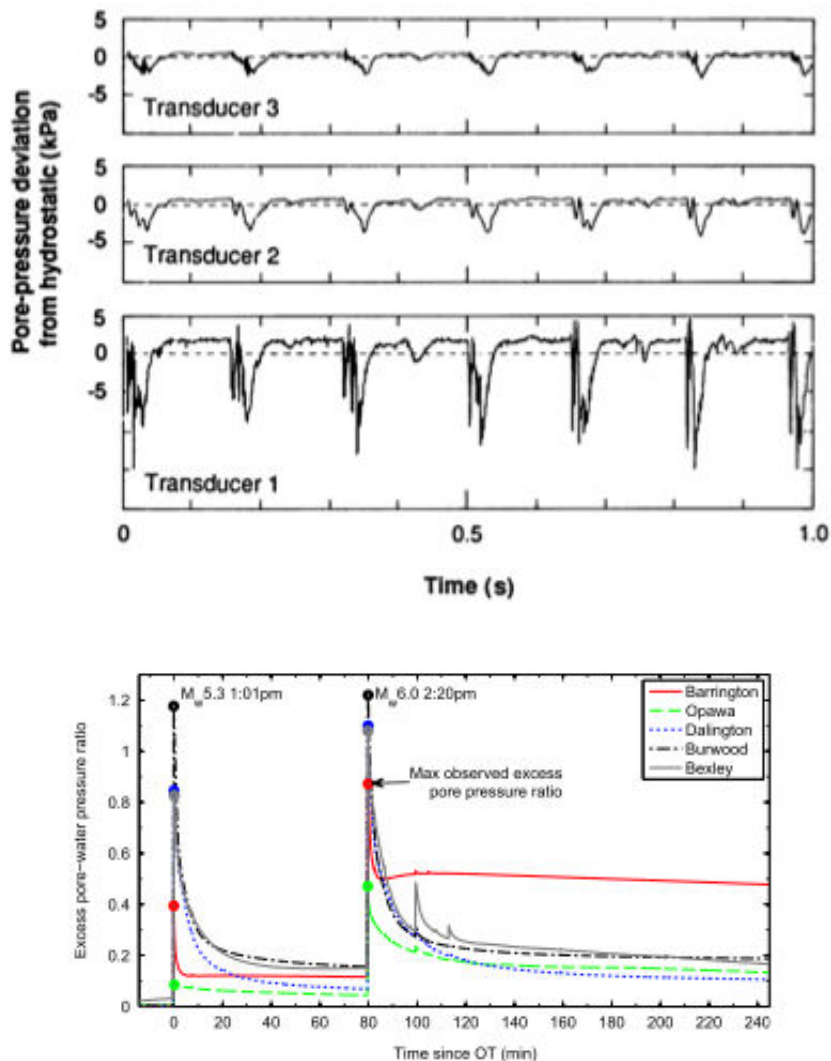 5
0
-5
Transducer 3
5
0
-5
Transducer 2
5
0
-5
Transducer 1
Pore-pressure deviation
from hydrostatic (kPa)
0
0.5
1.0
Time (s)
1.2
1
0.8
0.6
0.4
0.2
0
Excess pore-water pressure ratio
Mw5.3 1:01pm
Mw6.0 2:20pm
Max observed excess
pore pressure ratio
Barrington
Opawa
Dalington
Burwood
Bexley
0 20 40 60 80 100 120 140 160 180 200 220 240
Time since OT (min)